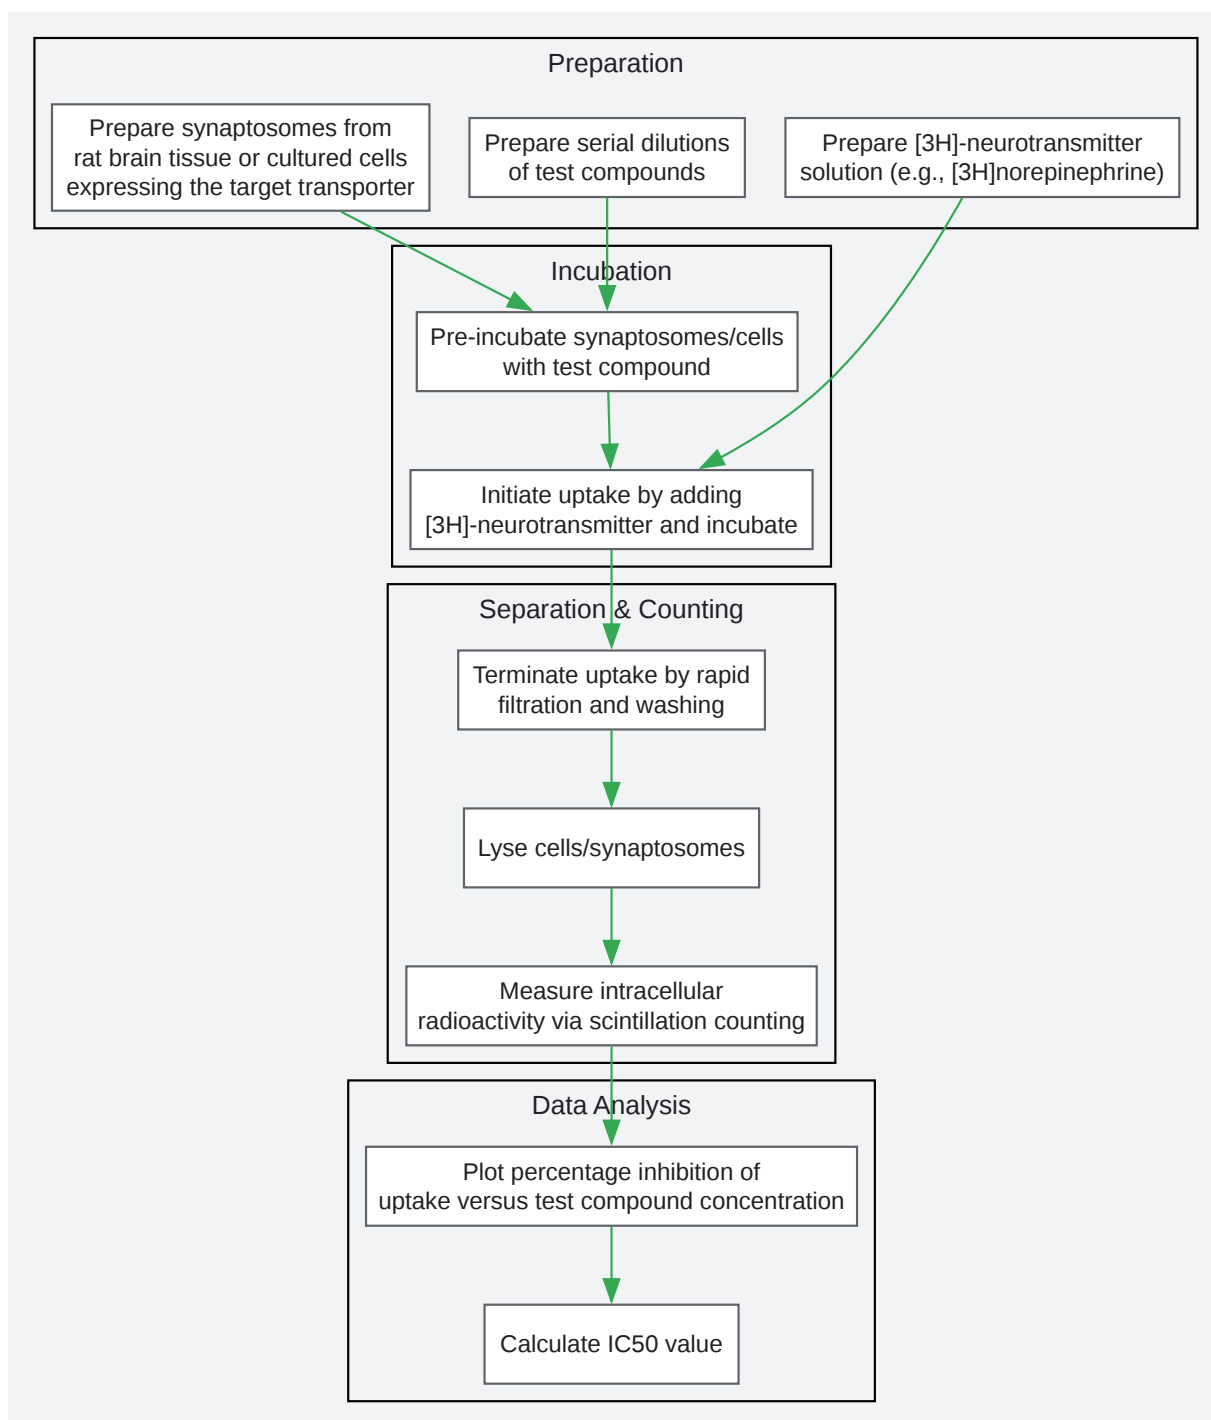 Preparation
Prepare synaptosomes from
rat brain tissue or cultured cells
expressing the target transporter
Prepare serial dilutions
of test compounds
Prepare [3H]-neurotransmitter
solution (e.g., [3H]norepinephrine)
Incubation
Pre-incubate synaptosomes/cells
with test compound
Initiate uptake by adding
[3H]-neurotransmitter and incubate
Separation & Counting
Terminate uptake by rapid
filtration and washing
Lyse cells/synaptosomes
Measure intracellular
radioactivity via scintillation counting
Data Analysis
Plot percentage inhibition of
uptake versus test compound concentration
Calculate IC50 value